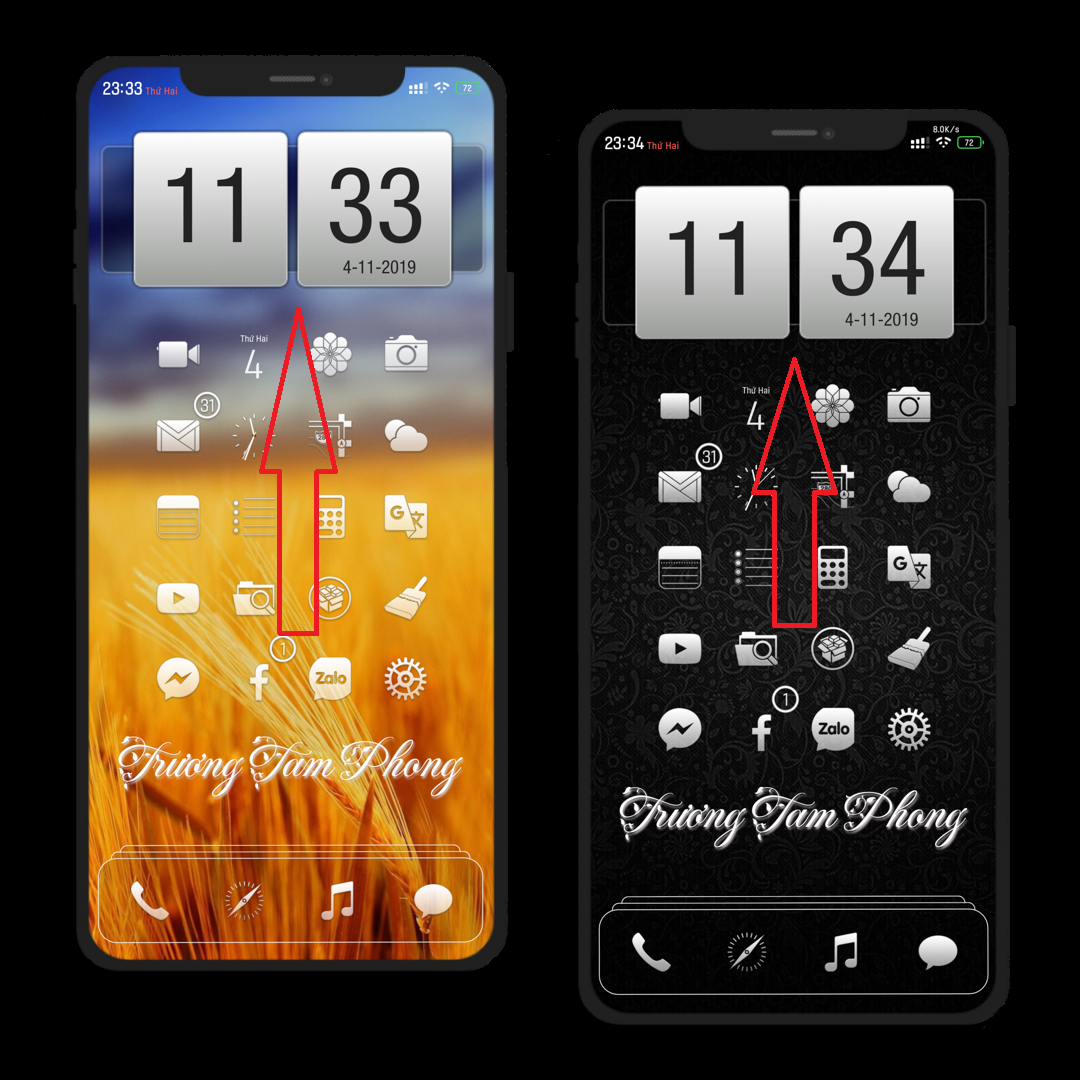 23:33 Thứ Hai
72
11
33
4-11-2019
Thứ Hai
4
31
G
文
1
Zalo
Trương Tam Phong
8.0K/s
23:34 Thứ Hai
72
11
34
4-11-2019
Thứ Hai
4
31
G
文
1
Zalo
Trương Tam Phong